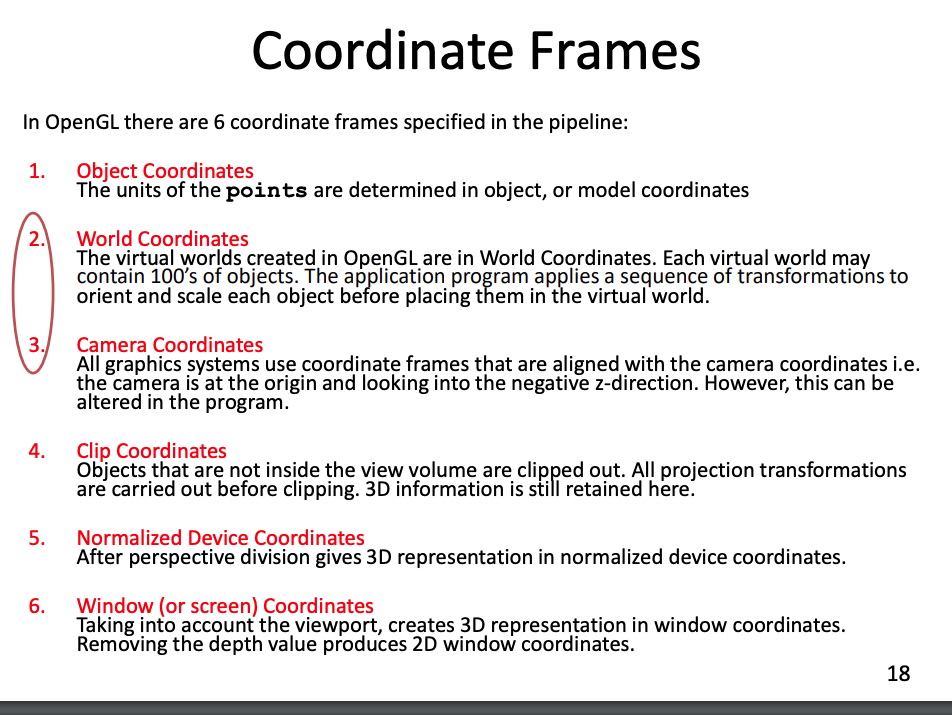 Coordinate Frames
In OpenGL there are 6 coordinate frames specified in the pipeline:
1. Object Coordinates
The units of the points are determined in object, or model coordinates
2. World Coordinates
The virtual worlds created in OpenGL are in World Coordinates. Each virtual world may
contain 100’s of objects. The application program applies a sequence of transformations to
orient and scale each object before placing them in the virtual world.
3. Camera Coordinates
All graphics systems use coordinate frames that are aligned with the camera coordinates i.e.
the camera is at the origin and looking into the negative z-direction. However, this can be
altered in the program.
4. Clip Coordinates
Objects that are not inside the view volume are clipped out. All projection transformations
are carried out before clipping. 3D information is still retained here.
5. Normalized Device Coordinates
After perspective division gives 3D representation in normalized device coordinates.
6. Window (or screen) Coordinates
Taking into account the viewport, creates 3D representation in window coordinates.
Removing the depth value produces 2D window coordinates.
18